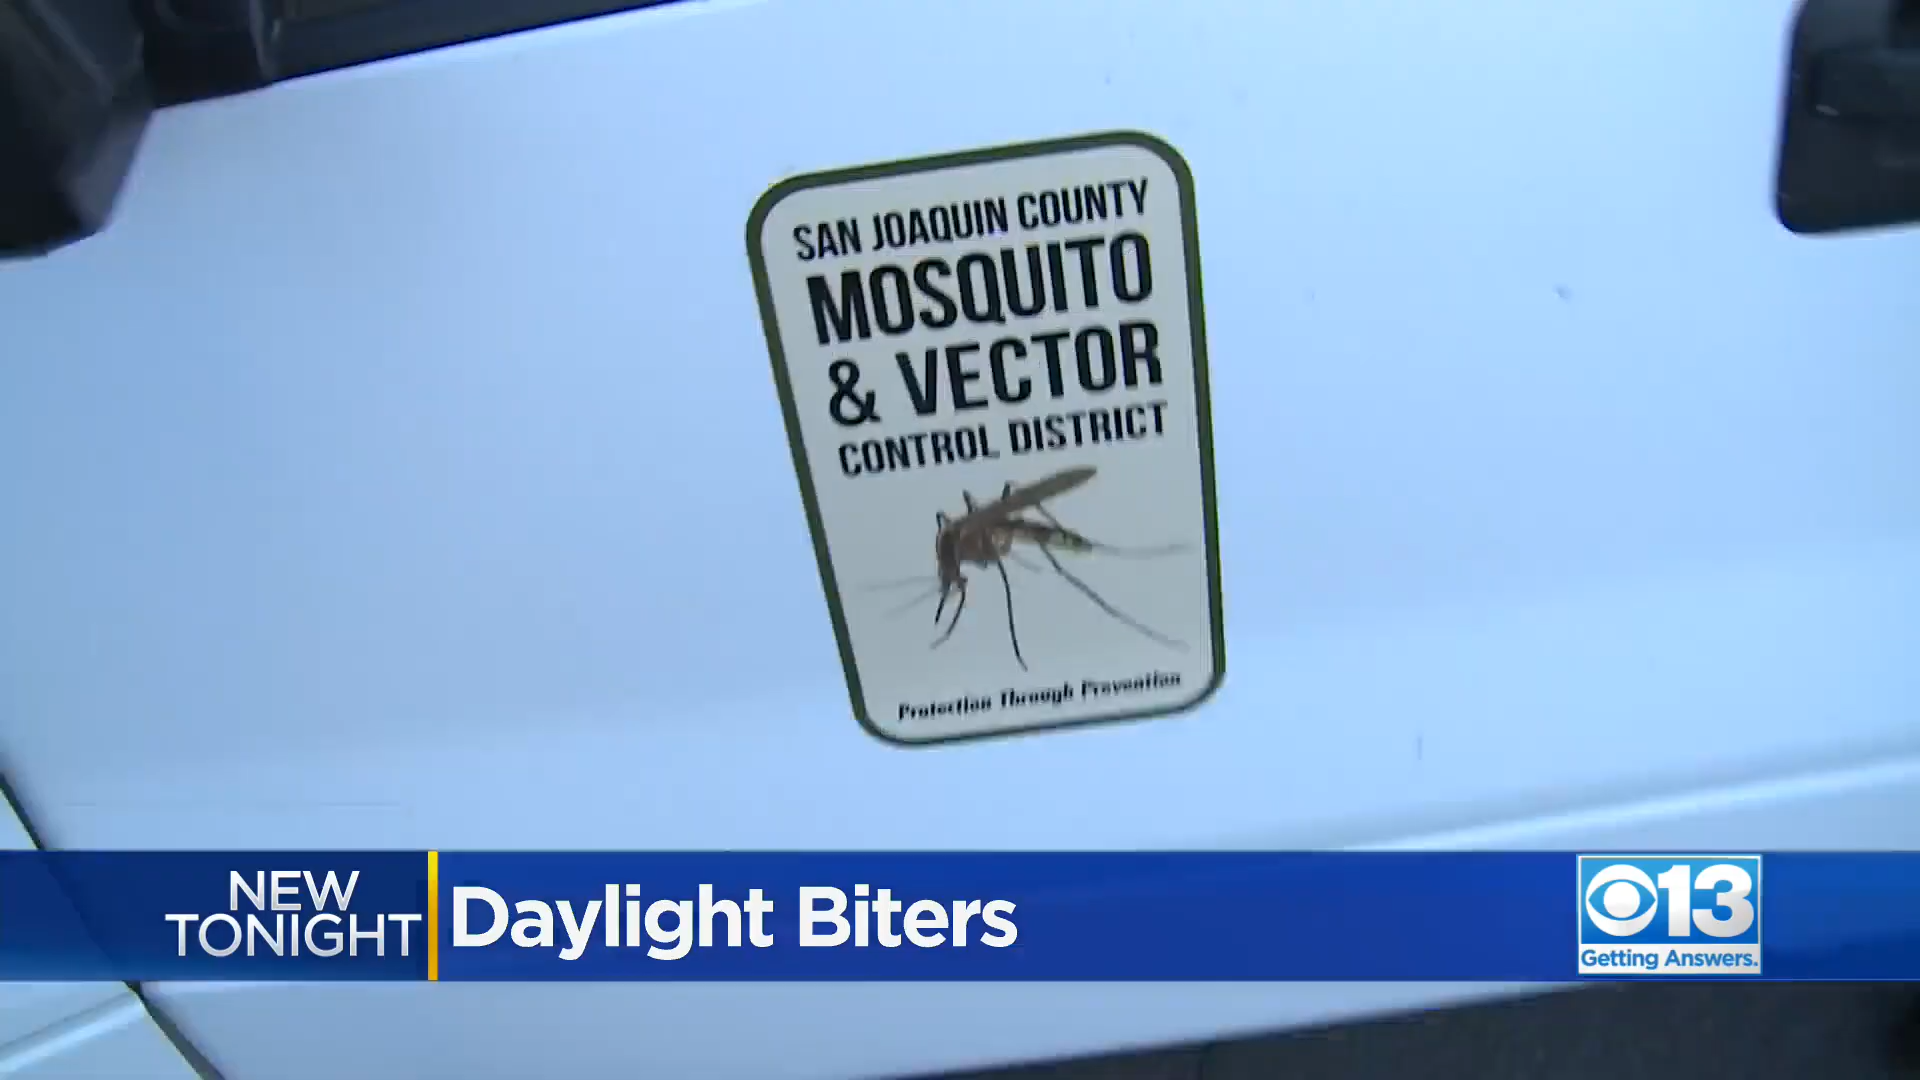 SAN JOAQUIN COUNTY
MOSQUITO
& VECTOR
CONTROL DISTRICT
Protection Through Prevention
NEW
TONIGHT
Daylight Biters
13
Getting Answers.